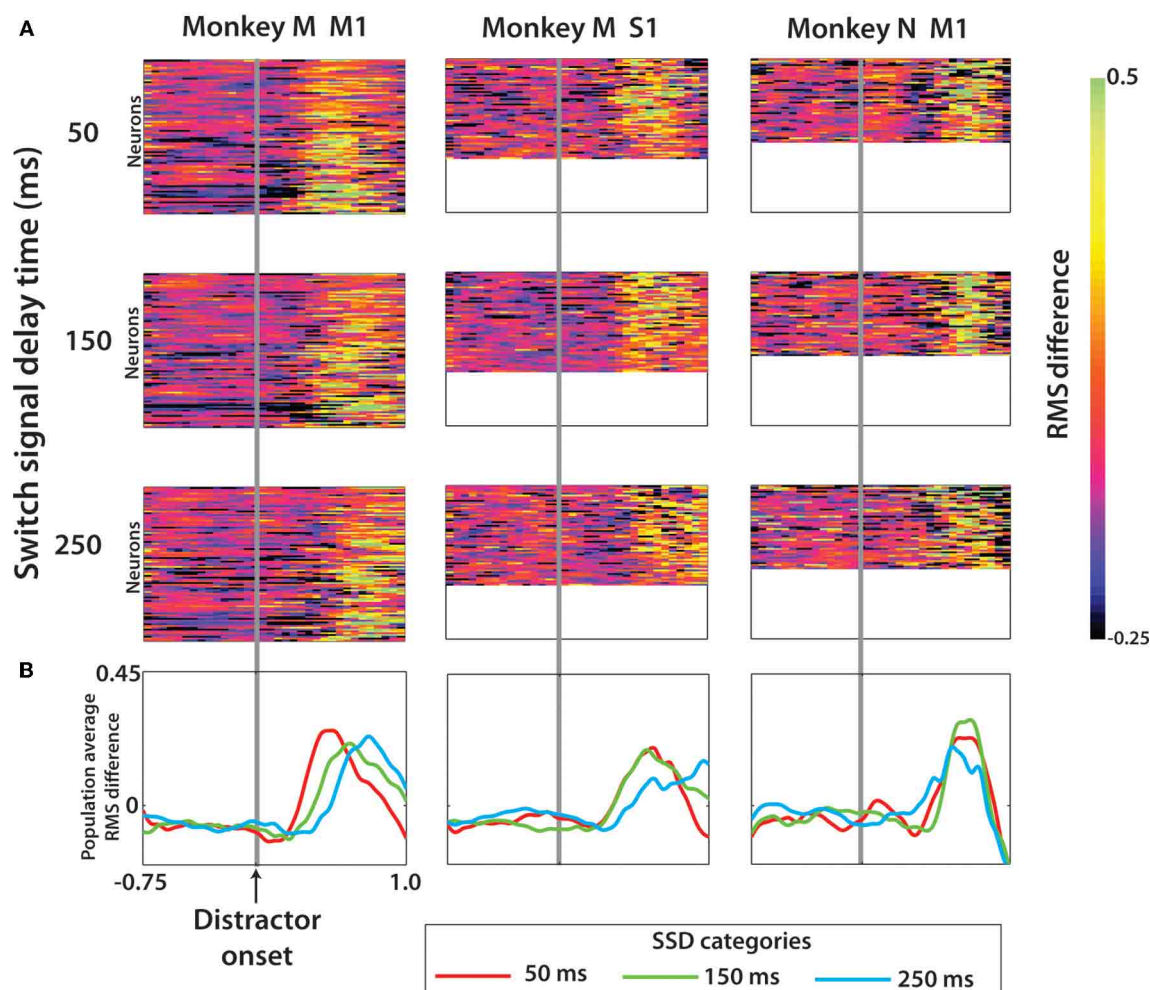 A
Monkey M M1
Monkey M S1
Monkey N M1
Switch signal delay time (ms)
50
Neurons
150
Neurons
250
Neurons
0.5
RMS difference
-0.25
B
0.45
Population average
RMS difference
0
-0.75
1.0
Distractor
onset
SSD categories
50 ms
150 ms
250 ms